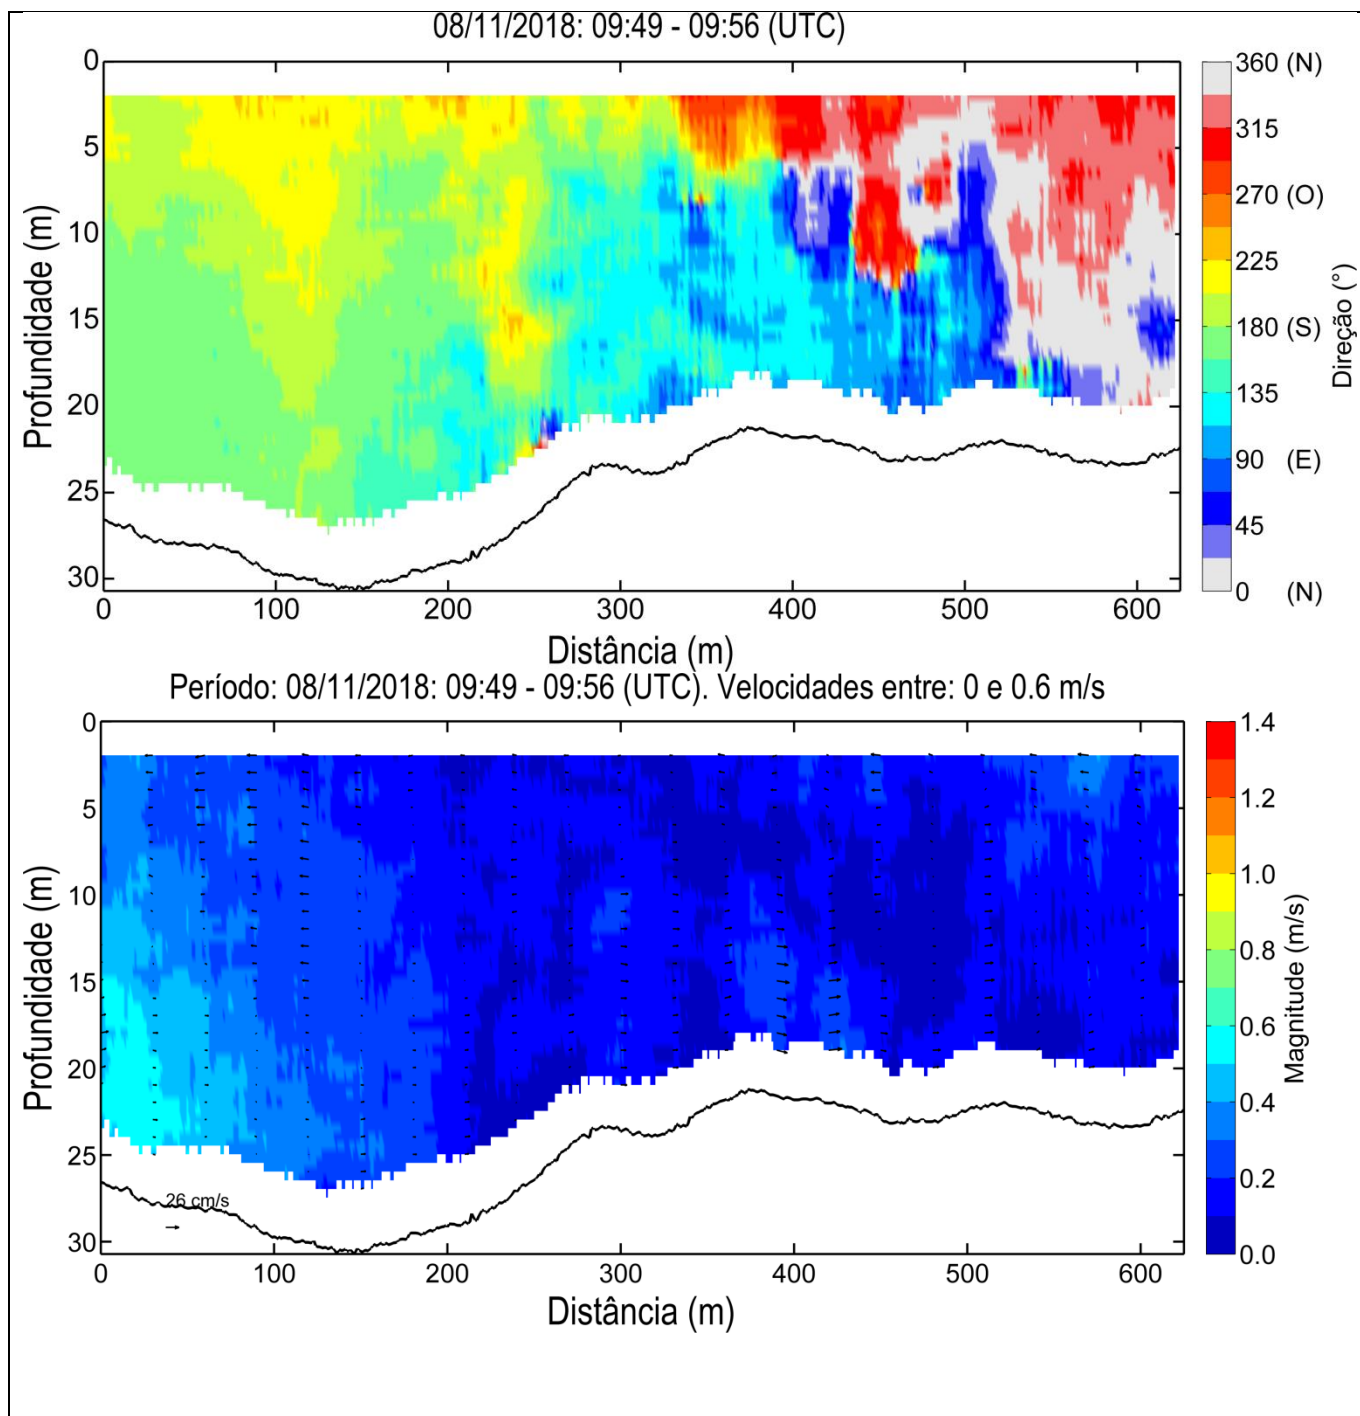 08/11/2018: 09:49 - 09:56 (UTC)
0
5
10
15
20
25
30
Profundidade (m)
0
100
200
300
400
500
600
Distância (m)
360 (N)
315
270 (O)
225
180 (S)
135
90 (E)
45
0 (N)
Direção (°)
Período: 08/11/2018: 09:49 - 09:56 (UTC). Velocidades entre: 0 e 0.6 m/s
0
5
10
15
20
25
30
Profundidade (m)
26 cm/s
0
100
200
300
400
500
600
Distância (m)
1.4
1.2
1.0
0.8
0.6
0.4
0.2
0.0
Magnitude (m/s)